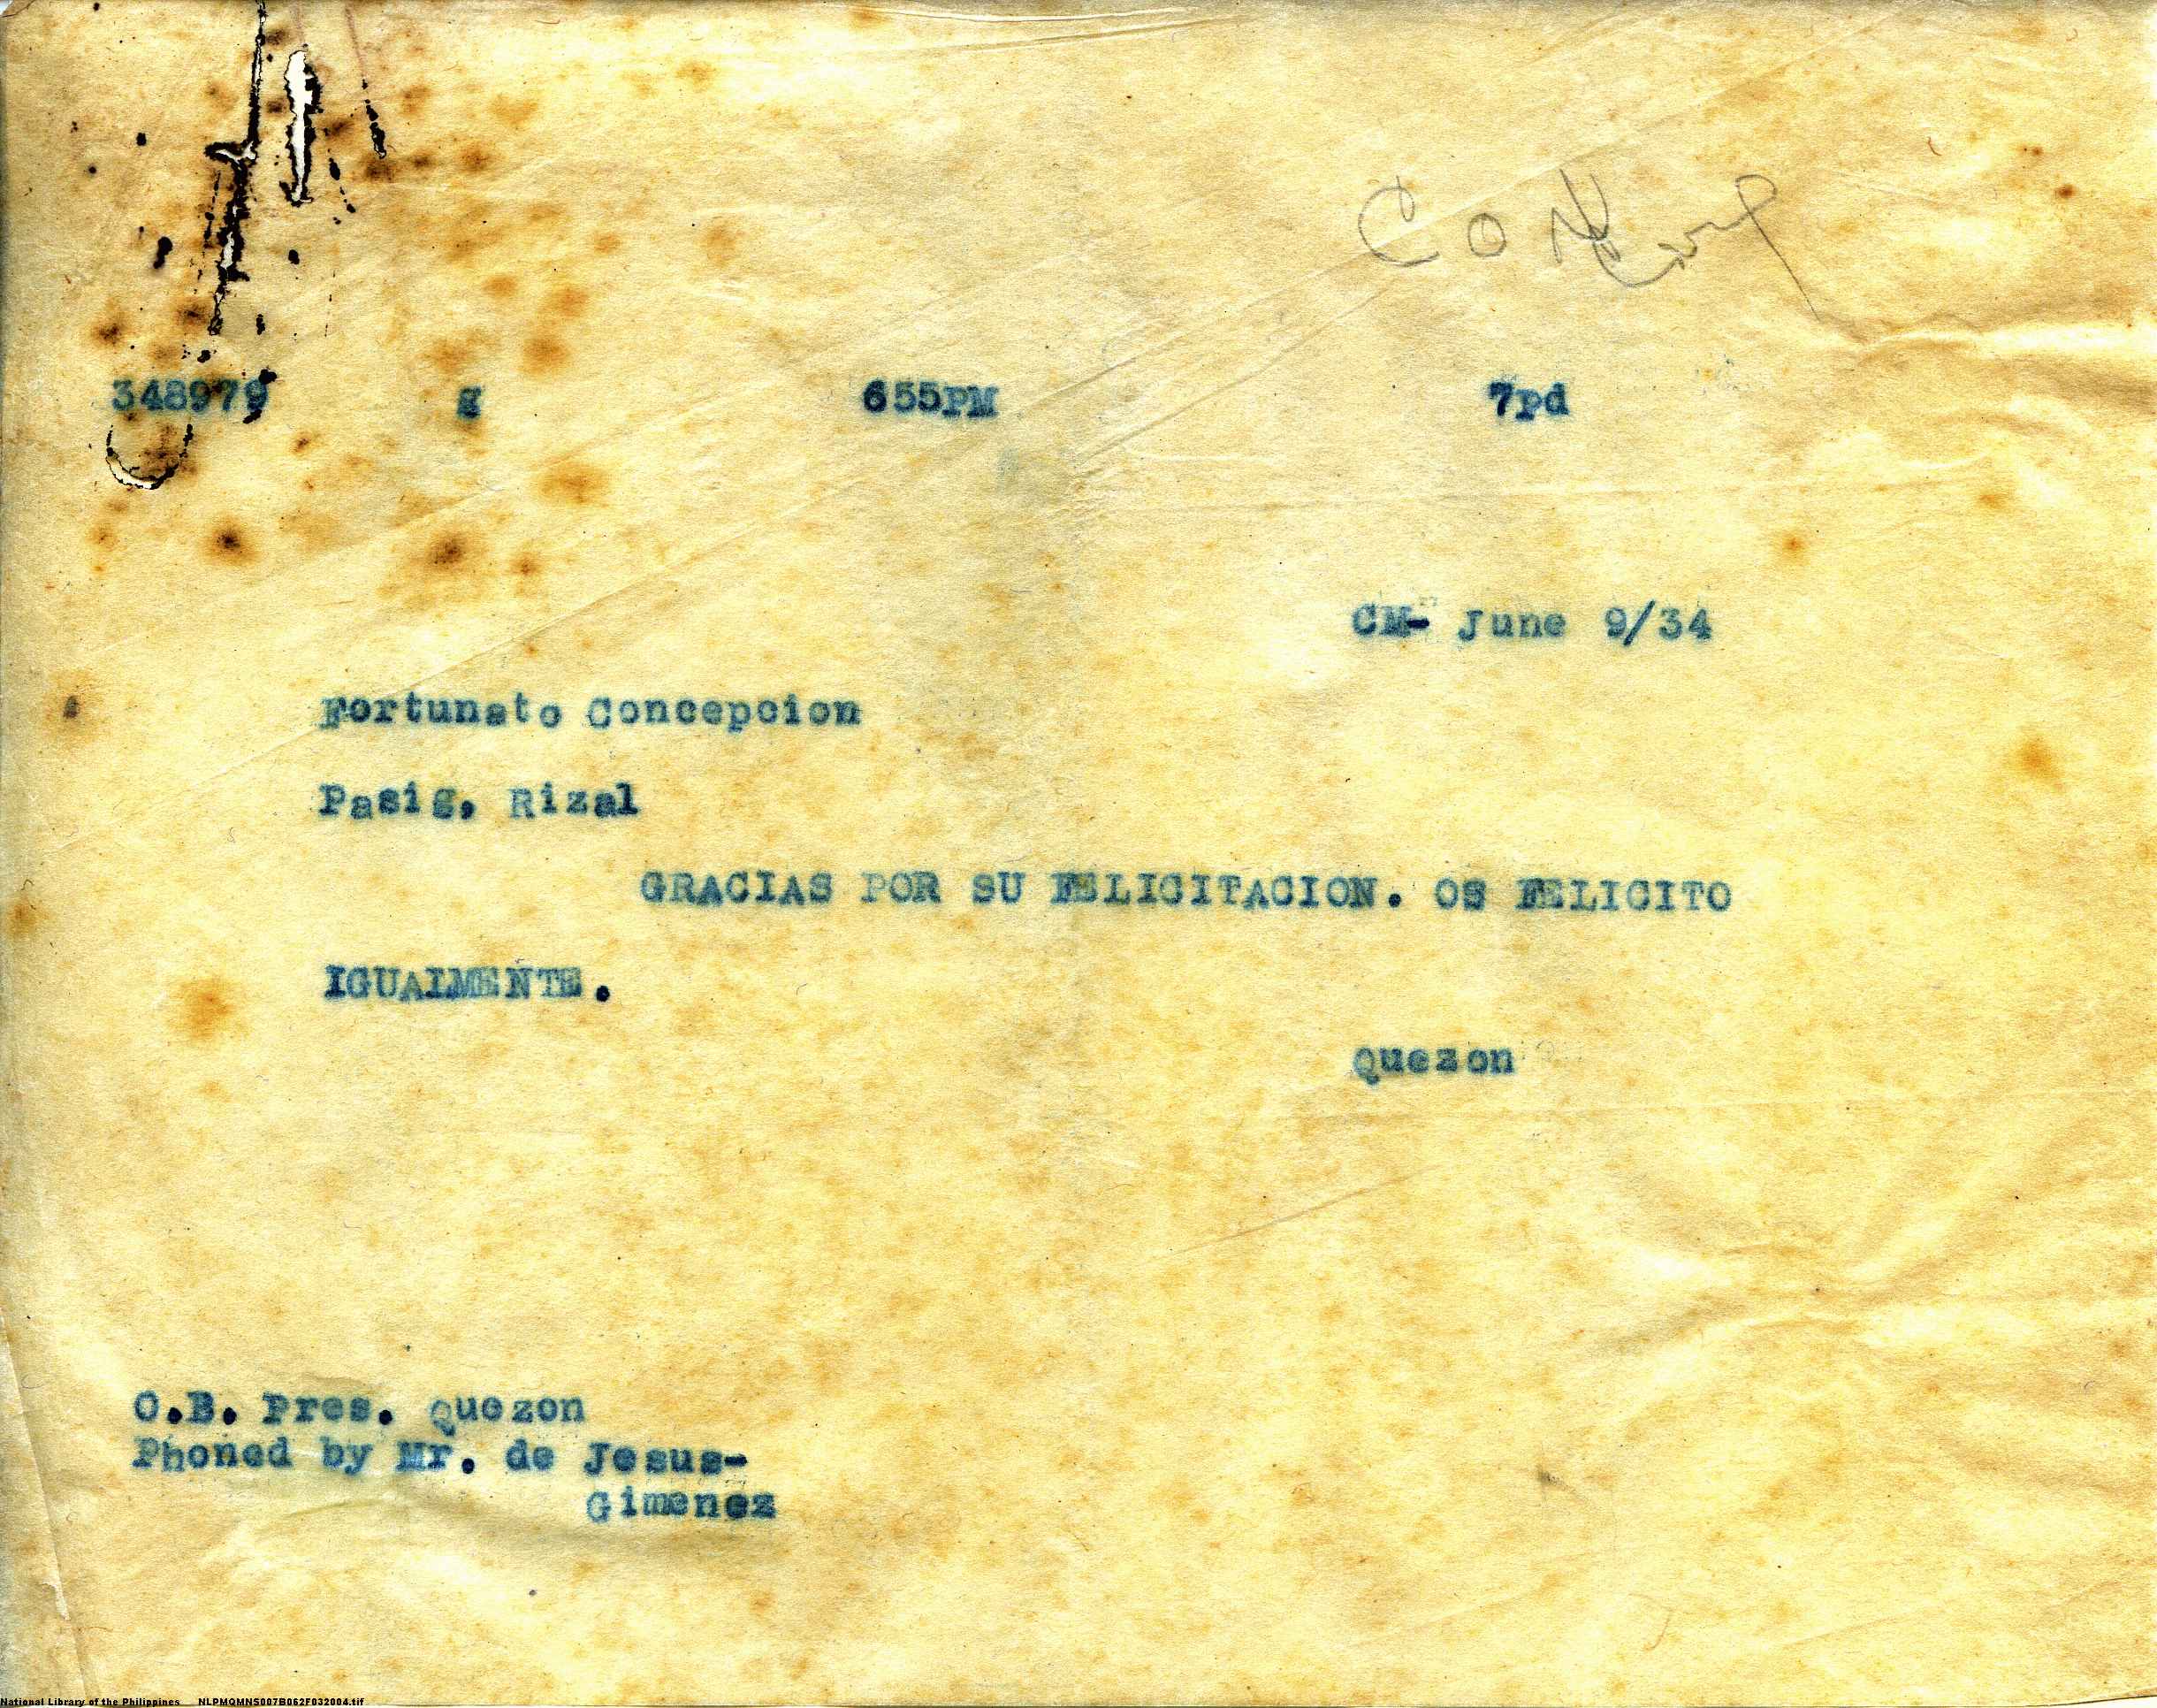 348979 g 655PM 7pd
CM- June 9/34
Fortunato Concepcion
Pasig, Rizal
GRACIAS POR SU FELICITACION. OS FELICITO
IGUALMENTE.
Quezon
O.B. Pres. Quezon
Phoned by Mr. de Jesus-
Gimenez
National Library of the Philippines NLPMQMNS007B062F032004.tif